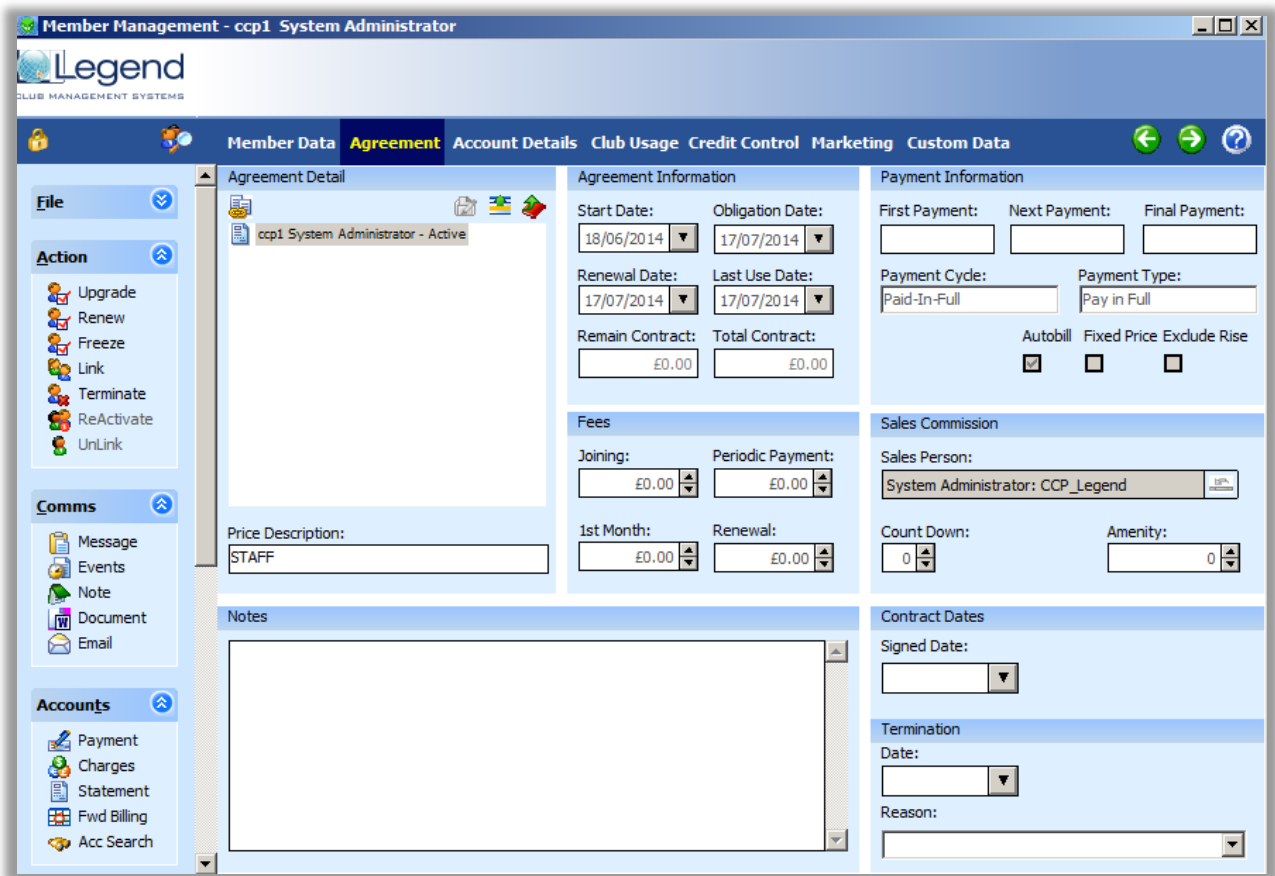 Member Management - ccp1 System Administrator
Legend
CLUB MANAGEMENT SYSTEMS
Member Data Agreement Account Details Club Usage Credit Control Marketing Custom Data
File
Action
Upgrade
Renew
Freeze
Link
Terminate
ReActivate
UnLink
Comms
Message
Events
Note
Document
Email
Accounts
Payment
Charges
Statement
Fwd Billing
Acc Search
Agreement Detail
ccp1 System Administrator - Active
Price Description:
STAFF
Agreement Information
Start Date: Obligation Date:
18/06/2014 17/07/2014
Renewal Date: Last Use Date:
17/07/2014 17/07/2014
Remain Contract: Total Contract:
£0.00 £0.00
Fees
Joining: Periodic Payment:
£0.00 £0.00
1st Month: Renewal:
£0.00 £0.00
Payment Information
First Payment: Next Payment: Final Payment:
Payment Cycle: Payment Type:
Paid-In-Full Pay in Full
Autobill Fixed Price Exclude Rise
Sales Commission
Sales Person:
System Administrator: CCP_Legend
Count Down: Amenity:
0 0
Notes
Contract Dates
Signed Date:
Termination
Date:
Reason: